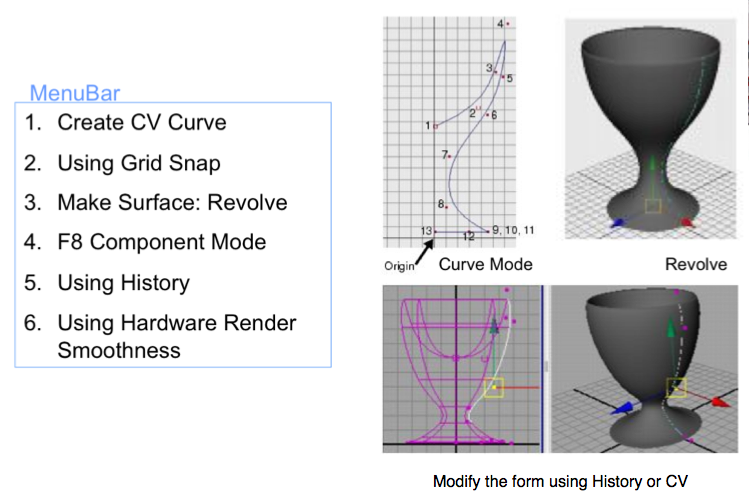 MenuBar
1. Create CV Curve
2. Using Grid Snap
3. Make Surface: Revolve
4. F8 Component Mode
5. Using History
6. Using Hardware Render
Smoothness
4
3
5
1
2
6
7
8
13
9, 10, 11
12
Origin
Curve Mode
Revolve
Modify the form using History or CV